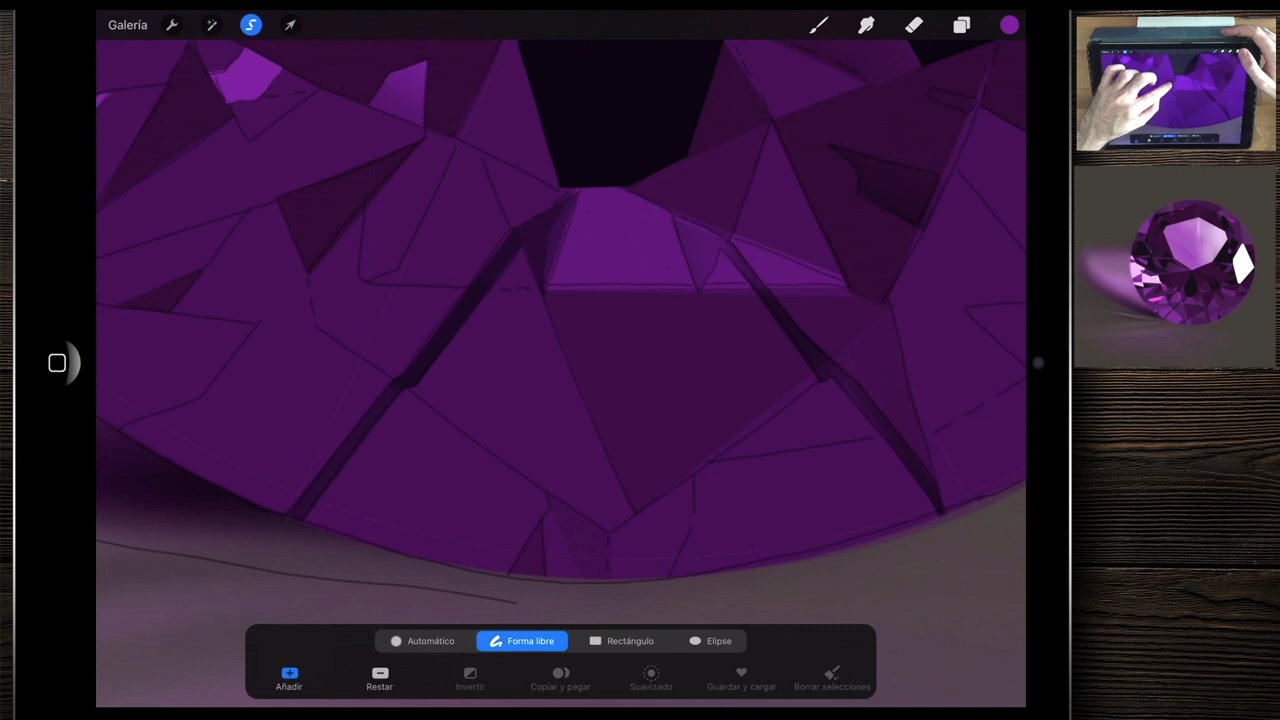 Galería
Automático Forma libre Rectángulo Elipse
Añadir Restar Invertir Copiar y pegar Suavizado Guardar y cargar Borrar selecciones